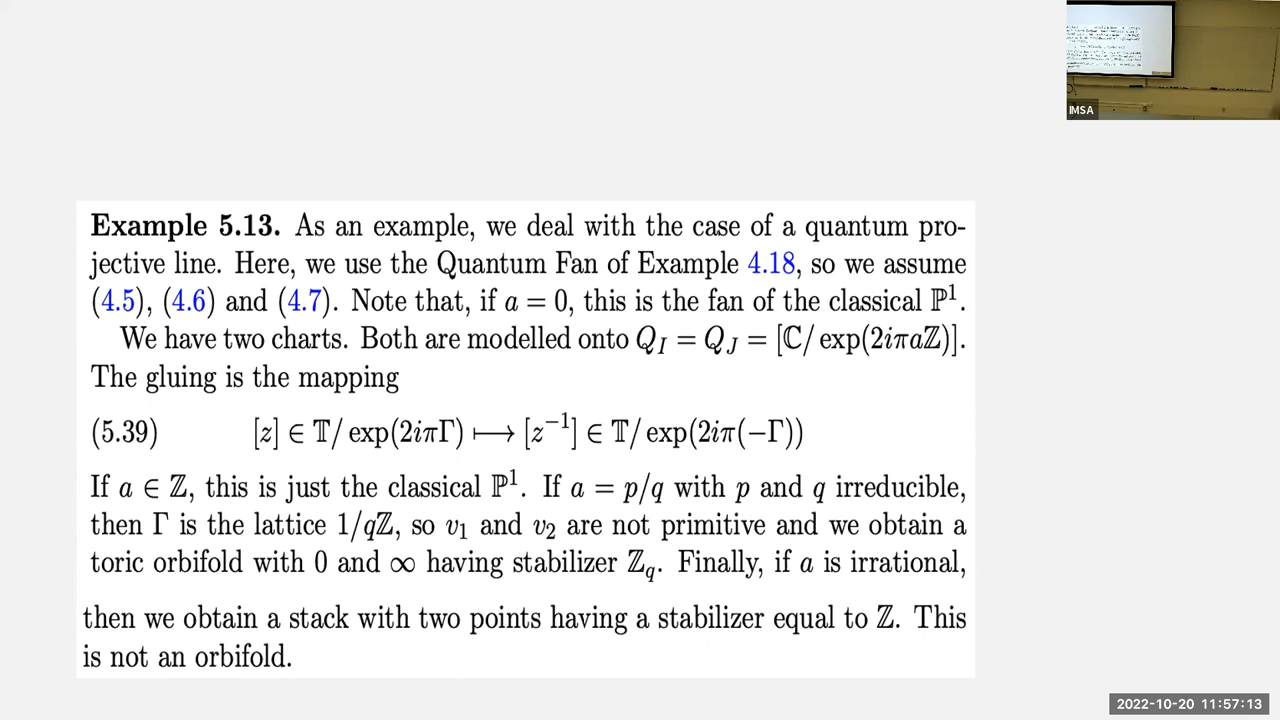 IMSA
Example 5.13. As an example, we deal with the case of a quantum pro-
jective line. Here, we use the Quantum Fan of Example 4.18, so we assume
(4.5), (4.6) and (4.7). Note that, if a = 0, this is the fan of the classical ℙ¹.
We have two charts. Both are modelled onto Q_I = Q_J = [ℂ/ exp(2iπaℤ)].
The gluing is the mapping
(5.39) [z] ∈ 𝕋/ exp(2iπΓ) ⟼ [z⁻¹] ∈ 𝕋/ exp(2iπ(−Γ))
If a ∈ ℤ, this is just the classical ℙ¹. If a = p/q with p and q irreducible,
then Γ is the lattice 1/qℤ, so v₁ and v₂ are not primitive and we obtain a
toric orbifold with 0 and ∞ having stabilizer ℤ_q. Finally, if a is irrational,
then we obtain a stack with two points having a stabilizer equal to ℤ. This
is not an orbifold.
2022-10-20 11:57:13